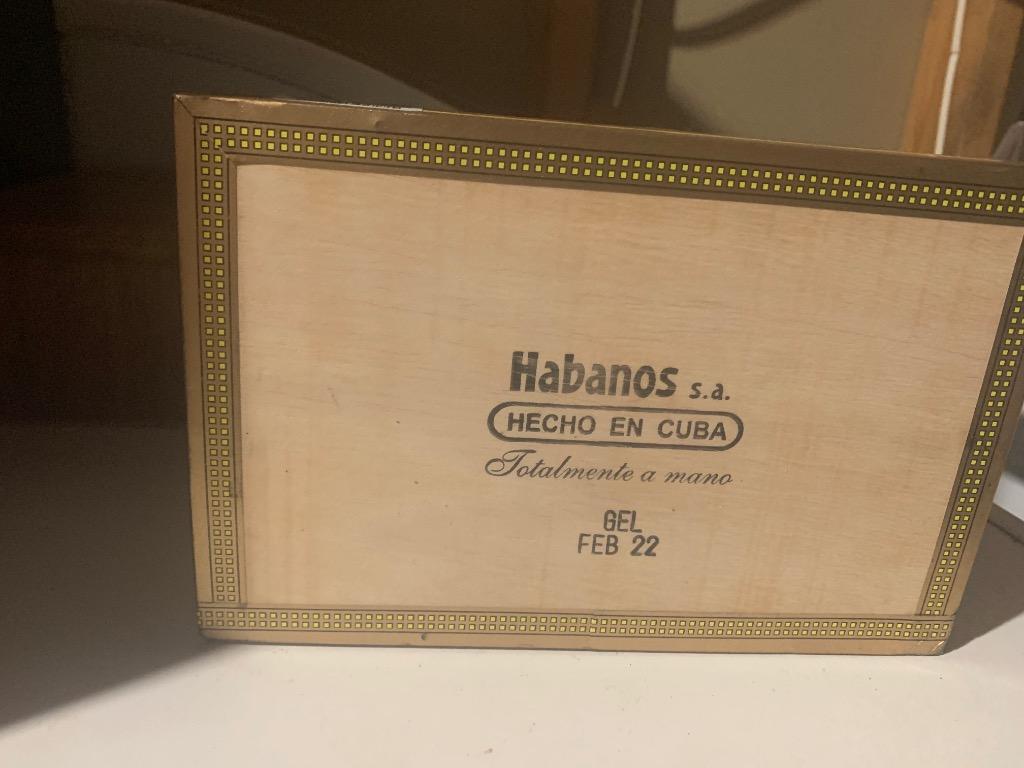 Habanos s.a.
HECHO EN CUBA
Totalmente a mano
GEL
FEB 22